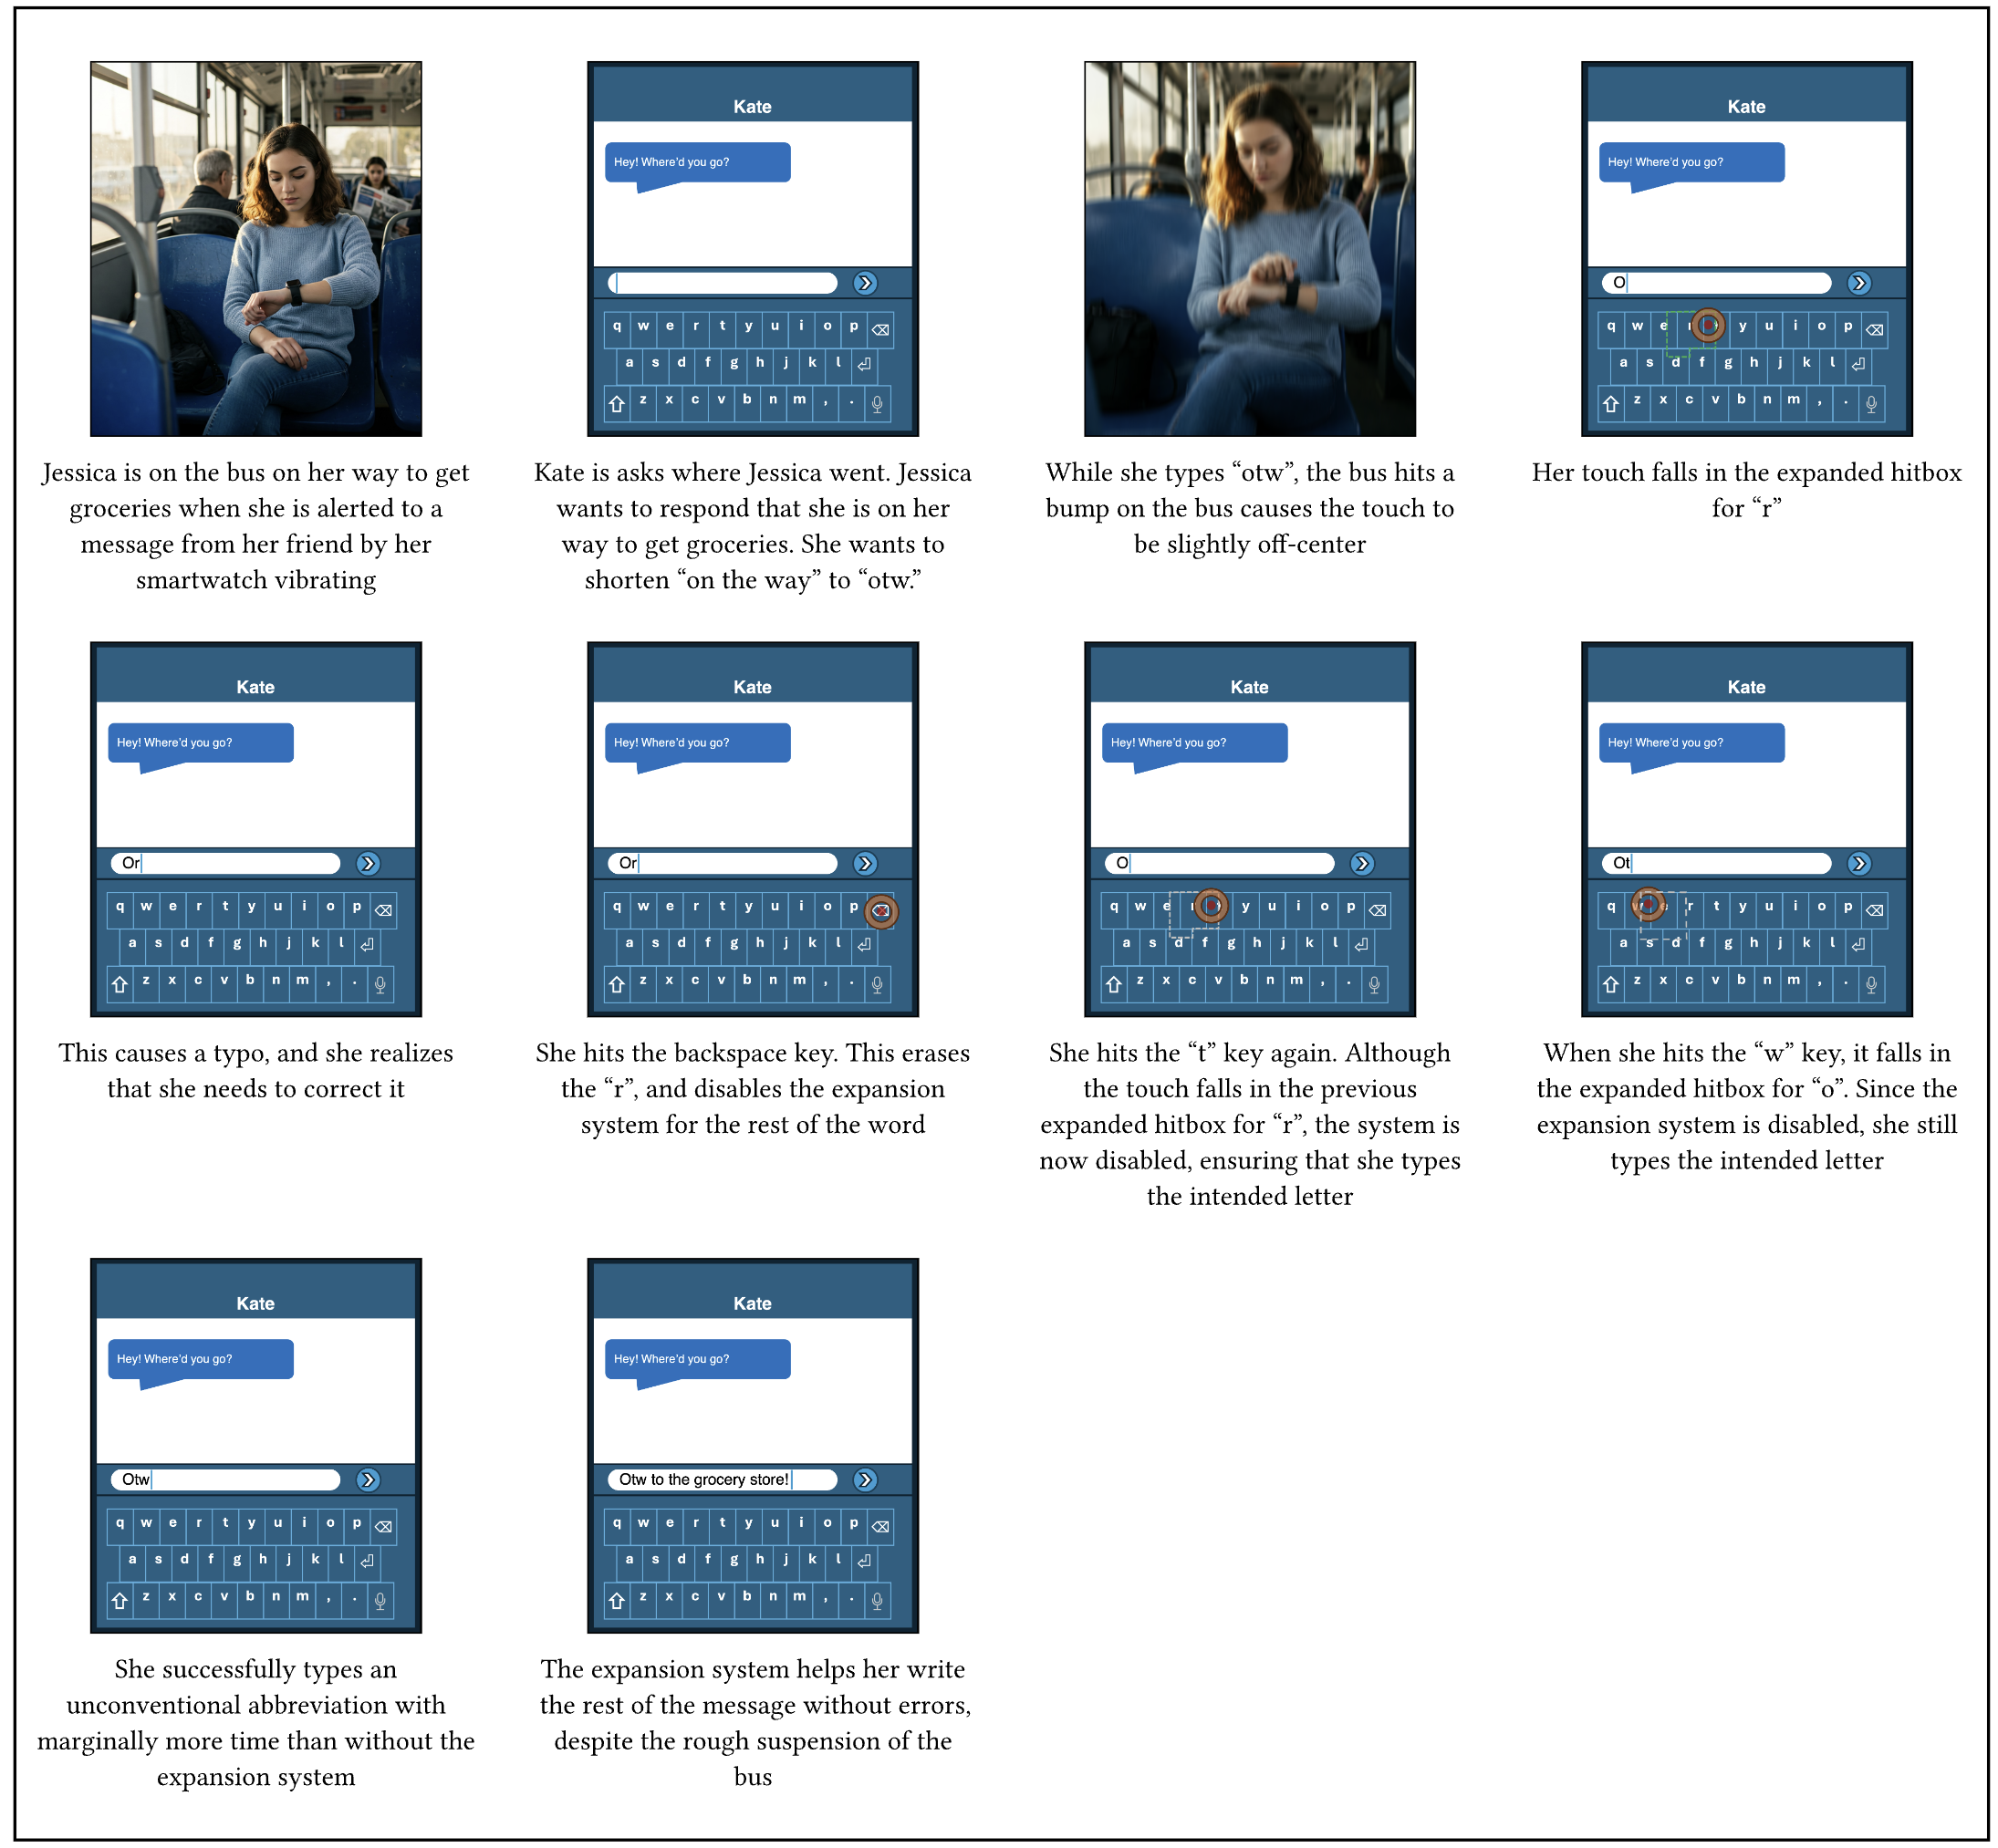 Kate
Hey! Where'd you go?
q w e r t y u i o p
a s d f g h j k l
z x c v b n m , .
Kate
Hey! Where'd you go?
O
q w e y u i o p
a s d f g h j k l
z x c v b n m , .
Jessica is on the bus on her way to get
groceries when she is alerted to a
message from her friend by her
smartwatch vibrating
Kate is asks where Jessica went. Jessica
wants to respond that she is on her
way to get groceries. She wants to
shorten “on the way” to “otw.”
While she types “otw”, the bus hits a
bump on the bus causes the touch to
be slightly off-center
Her touch falls in the expanded hitbox
for “r”
Kate
Hey! Where'd you go?
Or
q w e r t y u i o p
a s d f g h j k l
z x c v b n m , .
Kate
Hey! Where'd you go?
Or
q w e r t y u i o p
a s d f g h j k l
z x c v b n m , .
Kate
Hey! Where'd you go?
O
q w e y u i o p
a s d f g h j k l
z x c v b n m , .
Kate
Hey! Where'd you go?
Ot
q r t y u i o p
a s d f g h j k l
z x c v b n m , .
This causes a typo, and she realizes
that she needs to correct it
She hits the backspace key. This erases
the “r”, and disables the expansion
system for the rest of the word
She hits the “t” key again. Although
the touch falls in the previous
expanded hitbox for “r”, the system is
now disabled, ensuring that she types
the intended letter
When she hits the “w” key, it falls in
the expanded hitbox for “o”. Since the
expansion system is disabled, she still
types the intended letter
Kate
Hey! Where'd you go?
Otw
q w e r t y u i o p
a s d f g h j k l
z x c v b n m , .
Kate
Hey! Where'd you go?
Otw to the grocery store!
q w e r t y u i o p
a s d f g h j k l
z x c v b n m , .
She successfully types an
unconventional abbreviation with
marginally more time than without the
expansion system
The expansion system helps her write
the rest of the message without errors,
despite the rough suspension of the
bus